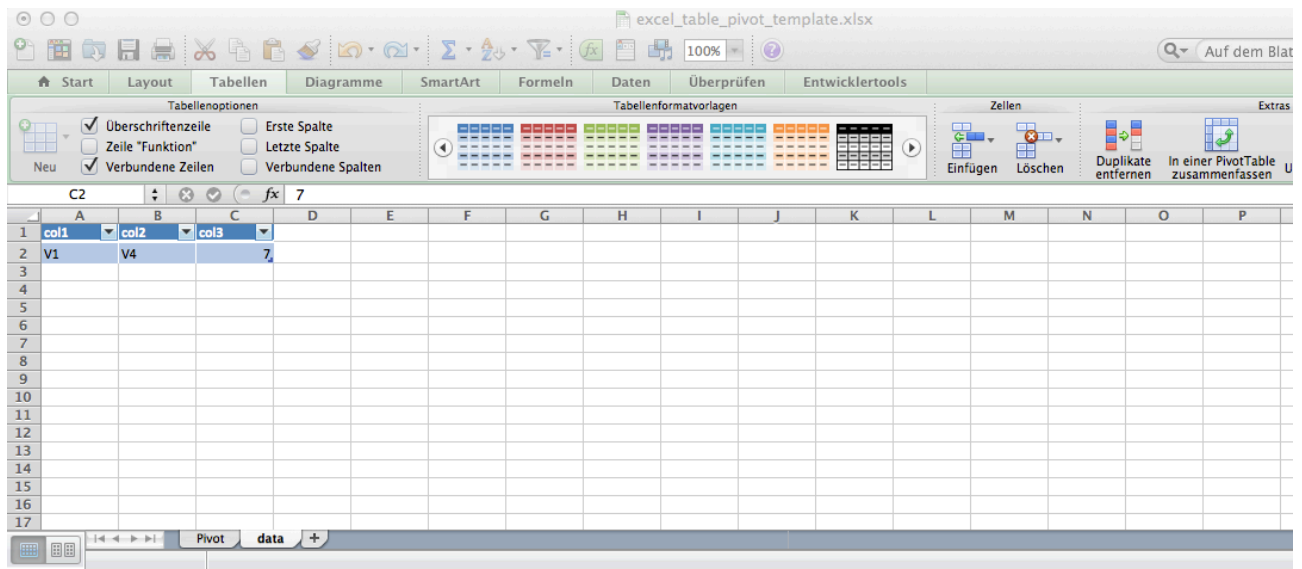 excel_table_pivot_template.xlsx
100%
Auf dem Blat
Start Layout Tabellen Diagramme SmartArt Formeln Daten Überprüfen Entwicklertools
Tabellenoptionen Tabellenformatvorlagen Zellen Extras
Überschriftenzeile Erste Spalte
Zeile "Funktion" Letzte Spalte
Verbundene Zeilen Verbundene Spalten
Neu
Einfügen Löschen
Duplikate entfernen
In einer PivotTable zusammenfassen
U
C2 fx 7
A B C D E F G H I J K L M N O P
1 col1 col2 col3
2 V1 V4 7
3
4
5
6
7
8
9
10
11
12
13
14
15
16
17
Pivot data +